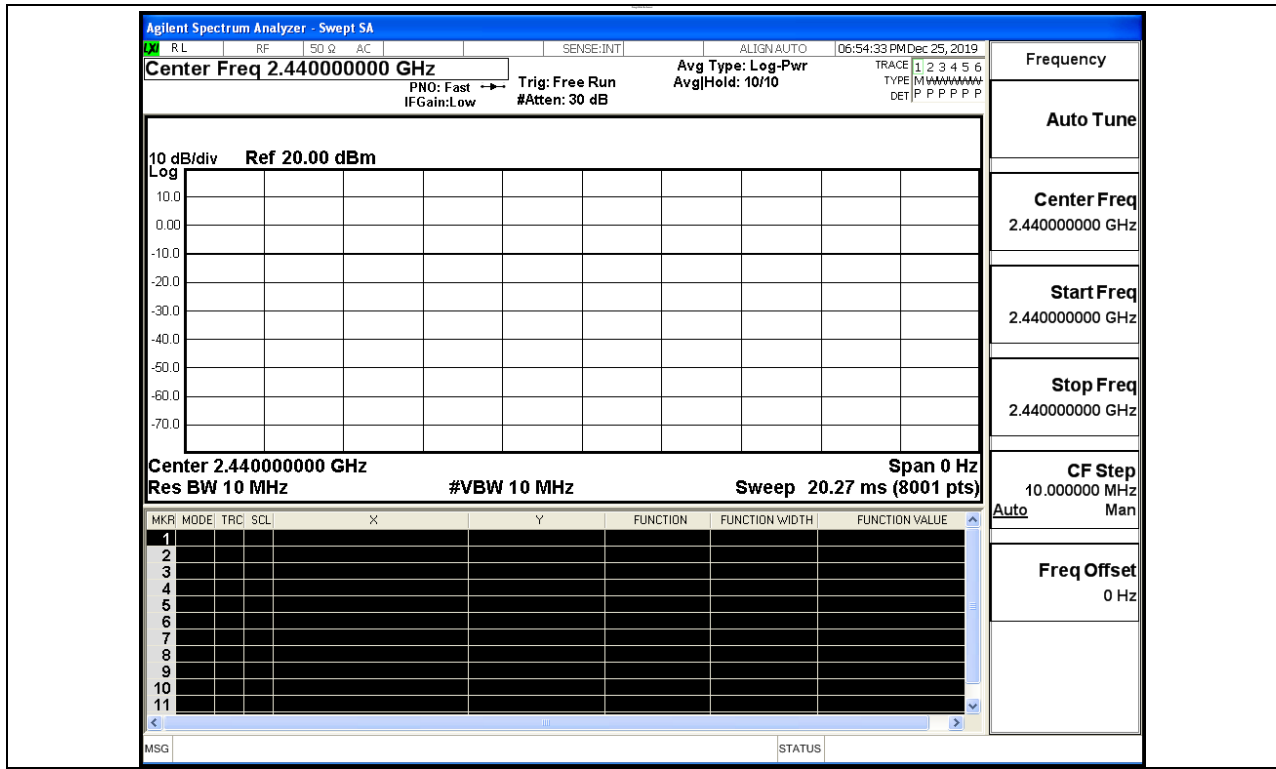 Agilent Spectrum Analyzer - Swept SA
LXI RL RF 50 Ω AC SENSE:INT ALIGN AUTO 06:54:33 PM Dec 25, 2019
Center Freq 2.440000000 GHz
PNO: Fast
IFGain:Low
Trig: Free Run
#Atten: 30 dB
Avg Type: Log-Pwr
Avg|Hold: 10/10
TRACE 1 2 3 4 5 6
TYPE M WWWWW
DET P P P P P P
10 dB/div Ref 20.00 dBm
Log
10.0
0.00
-10.0
-20.0
-30.0
-40.0
-50.0
-60.0
-70.0
Center 2.440000000 GHz Span 0 Hz
Res BW 10 MHz #VBW 10 MHz Sweep 20.27 ms (8001 pts)
MKR MODE TRC SCL X Y FUNCTION FUNCTION WIDTH FUNCTION VALUE
1
2
3
4
5
6
7
8
9
10
11
MSG STATUS
Frequency
Auto Tune
Center Freq
2.440000000 GHz
Start Freq
2.440000000 GHz
Stop Freq
2.440000000 GHz
CF Step
10.000000 MHz
Auto Man
Freq Offset
0 Hz